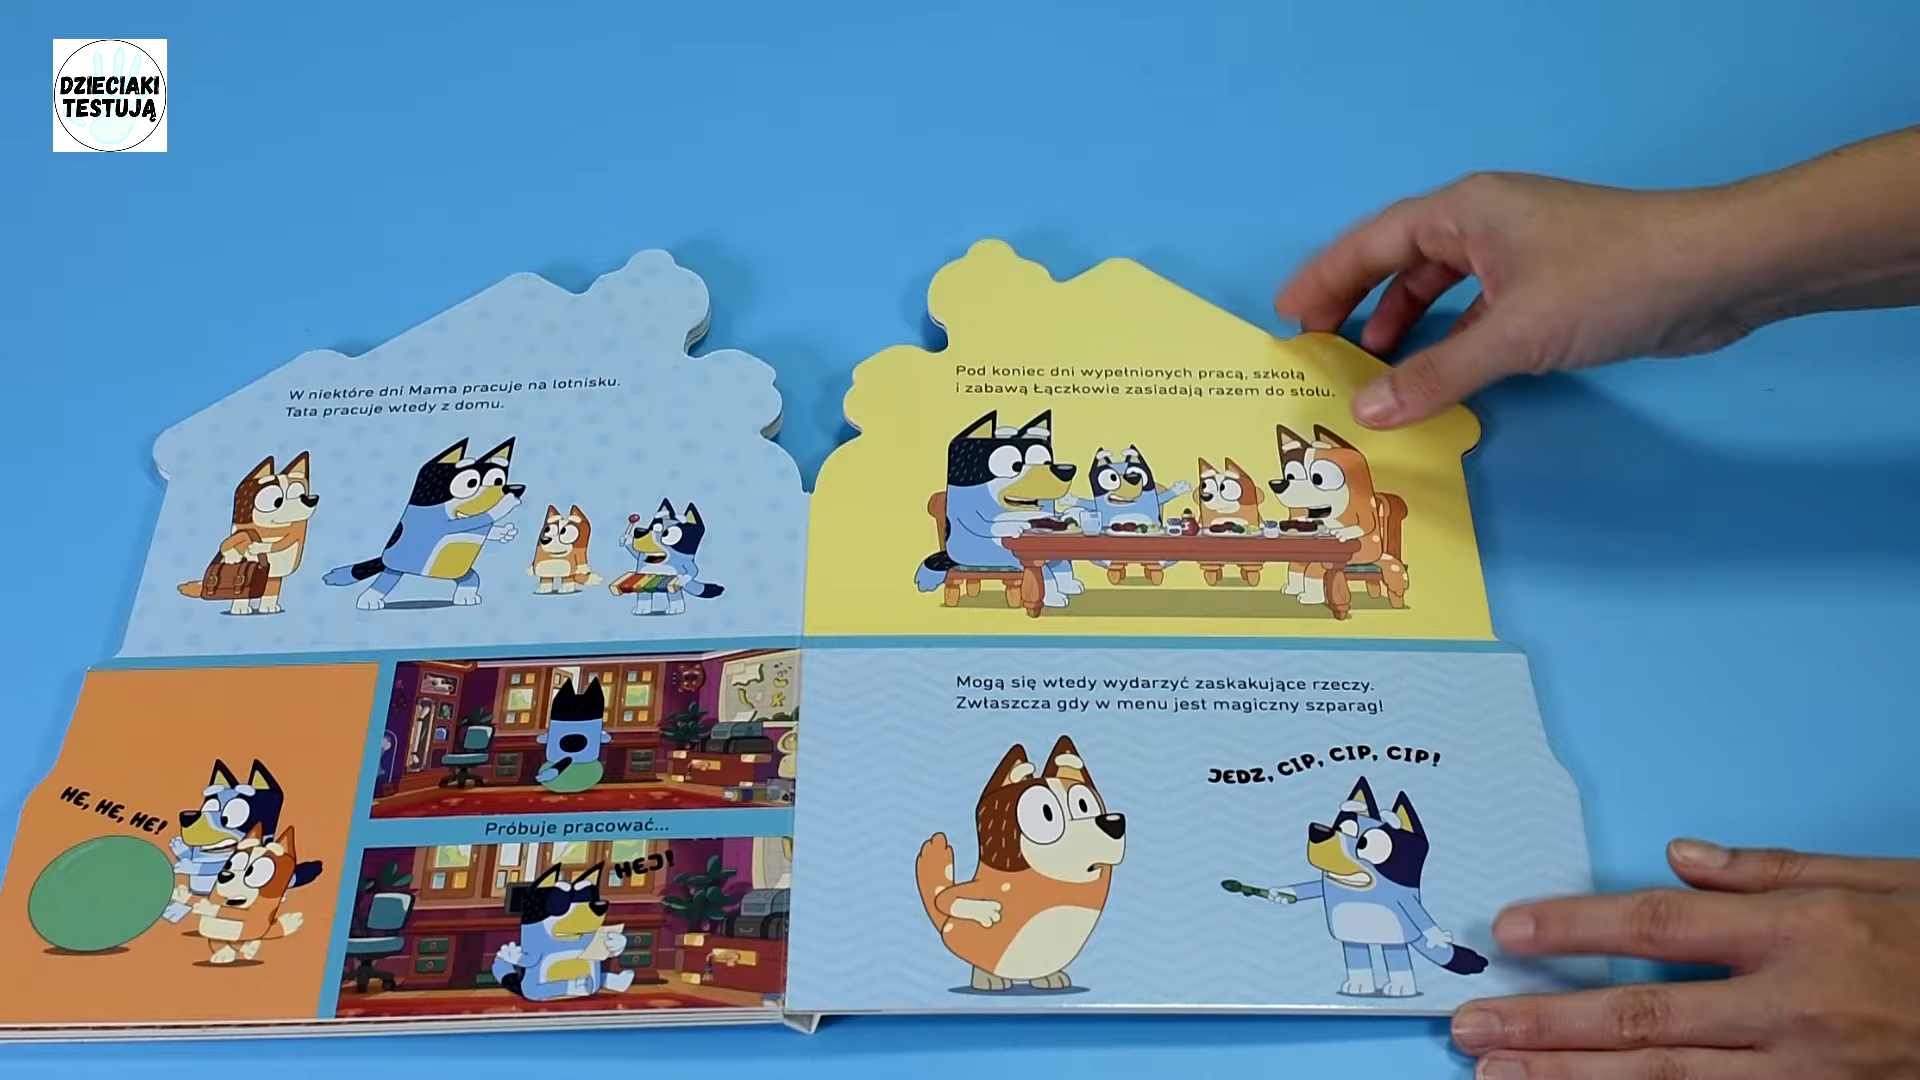 DZIECIAKI
TESTUJĄ
W niektóre dni Mama pracuje na lotnisku.
Tata pracuje wtedy z domu.
HE, HE, HE!
Próbuje pracować...
HEJ!
Pod koniec dni wypełnionych pracą, szkołą
i zabawą Łączkowie zasiadają razem do stołu.
Mogą się wtedy wydarzyć zaskakujące rzeczy.
Zwłaszcza gdy w menu jest magiczny szparag!
JEDZ, CIP, CIP, CIP!